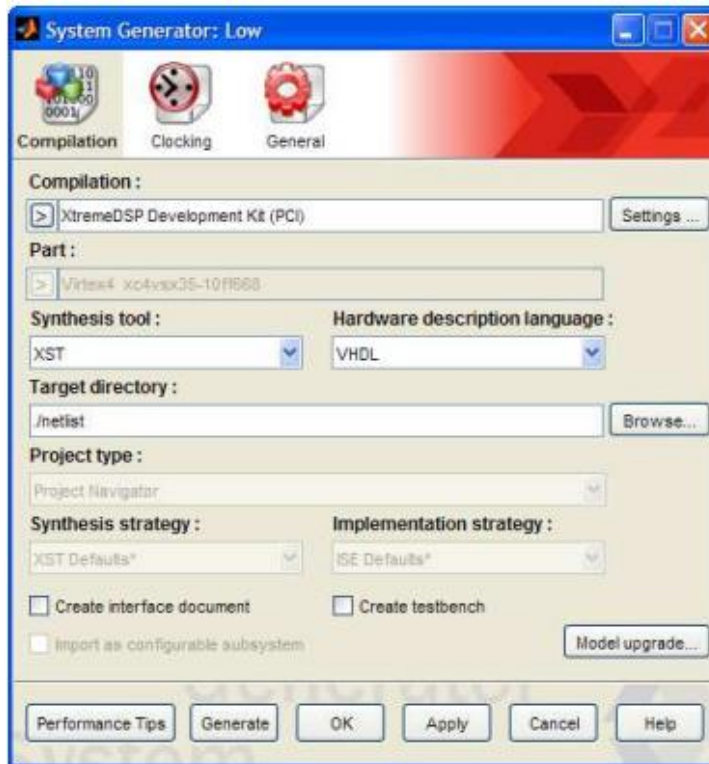 System Generator: Low
Compilation Clocking General
Compilation :
> XtremeDSP Development Kit (PCI) Settings ...
Part :
> Virtex4 xc4vsx35-10ff668
Synthesis tool : Hardware description language :
XST VHDL
Target directory :
./netlist Browse...
Project type :
Project Navigator
Synthesis strategy : Implementation strategy :
XST Defaults* ISE Defaults*
Create interface document Create testbench
Import as configurable subsystem Model upgrade...
Performance Tips Generate OK Apply Cancel Help